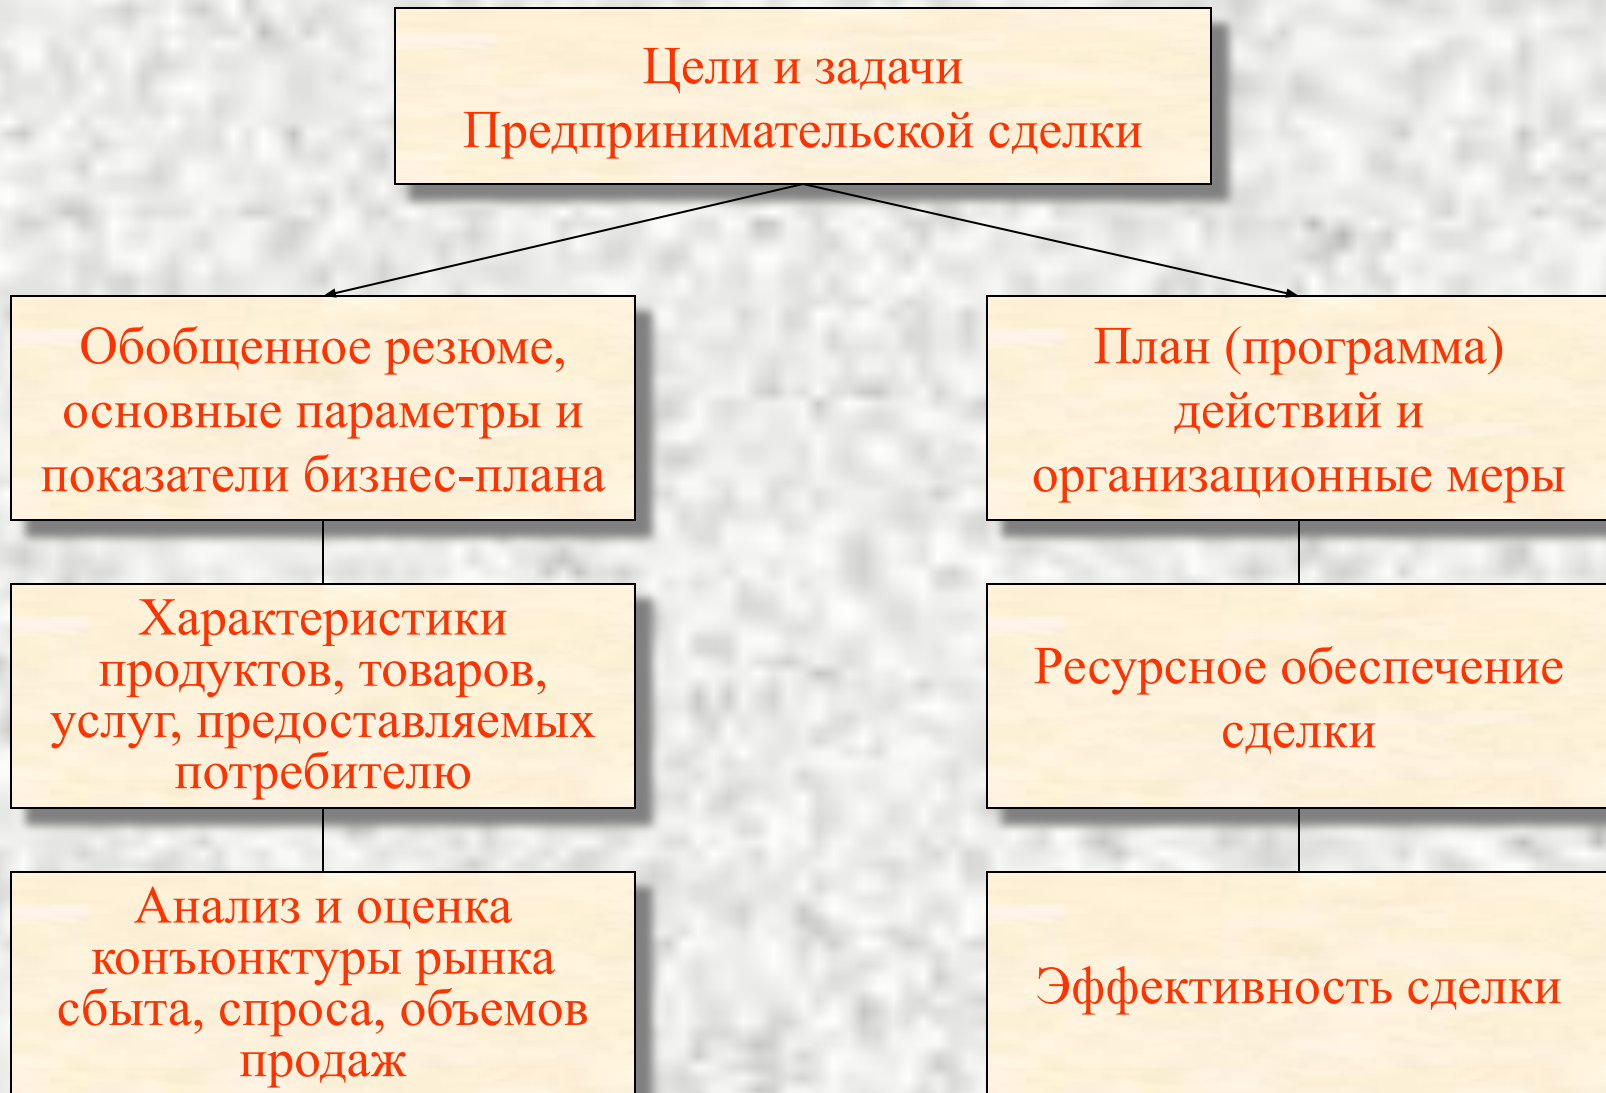 Цели и задачи
Предпринимательской сделки
Обобщенное резюме,
основные параметры и
показатели бизнес-плана
План (программа)
действий и
организационные меры
Характеристики
продуктов, товаров,
услуг, предоставляемых
потребителю
Ресурсное обеспечение
сделки
Анализ и оценка
конъюнктуры рынка
сбыта, спроса, объемов
продаж
Эффективность сделки